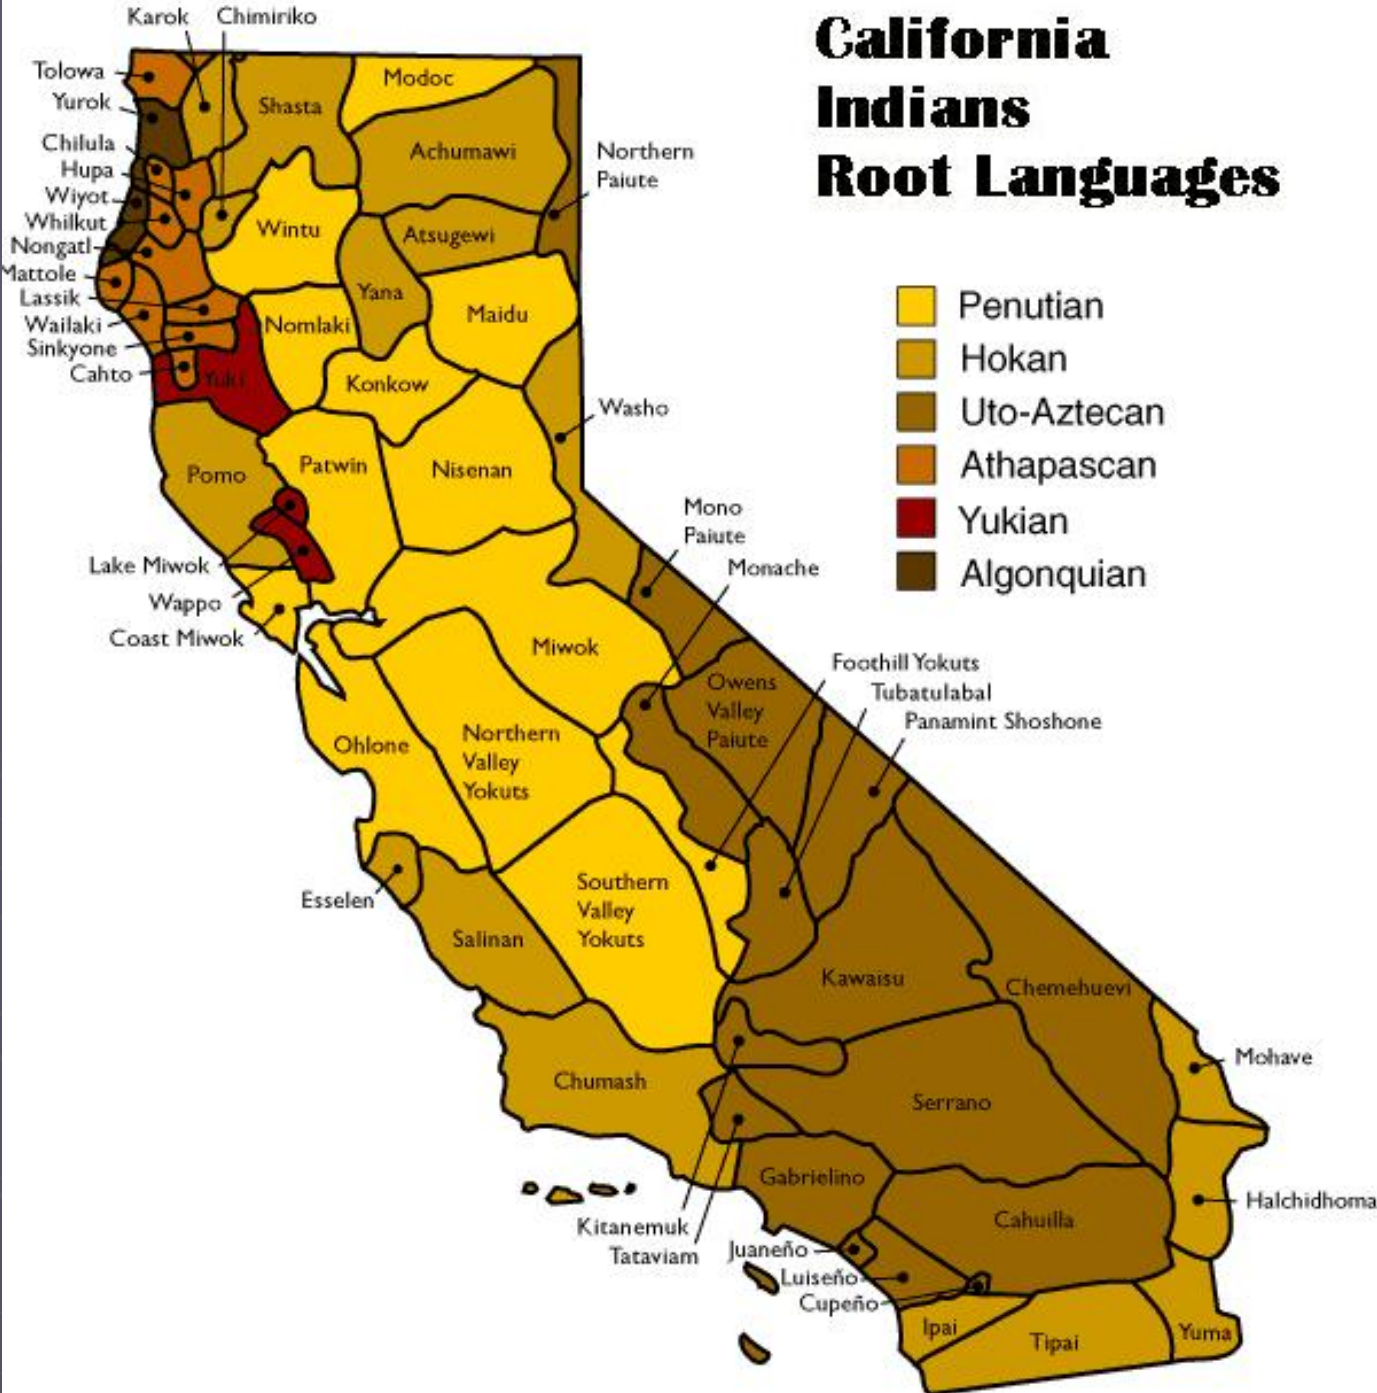 California
Indians
Root Languages
Penutian
Hokan
Uto-Aztecan
Athapascan
Yukian
Algonquian
Karok
Chimiriko
Tolowa
Yurok
Chilula
Hupa
Wiyot
Whilkut
Nongatl
Mattole
Lassik
Wailaki
Sinkyone
Cahto
Shasta
Modoc
Achumawi
Northern
Paiute
Wintu
Atsugewi
Yana
Nomlaki
Maidu
Yuki
Konkow
Washo
Pomo
Patwin
Nisenan
Lake Miwok
Wappo
Coast Miwok
Mono
Paiute
Monache
Miwok
Foothill Yokuts
Tubatulabal
Panamint Shoshone
Owens
Valley
Paiute
Ohlone
Northern
Valley
Yokuts
Esselen
Salinan
Southern
Valley
Yokuts
Kawaisu
Chemehuevi
Mohave
Chumash
Serrano
Kitanemuk
Tataviam
Gabrielino
Halchidhoma
Cahuilla
Juaneño
Luiseño
Cupeño
Ipai
Tipai
Yuma